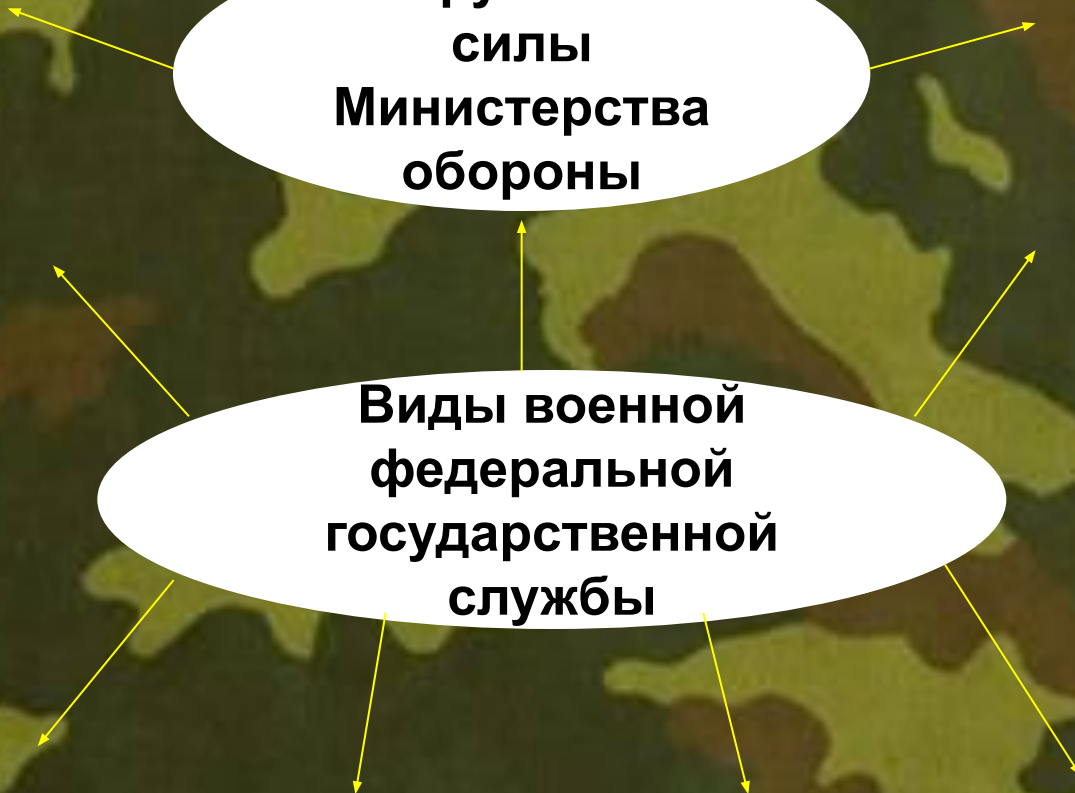 силы
Министерства
обороны
Виды военной
федеральной
государственной
службы